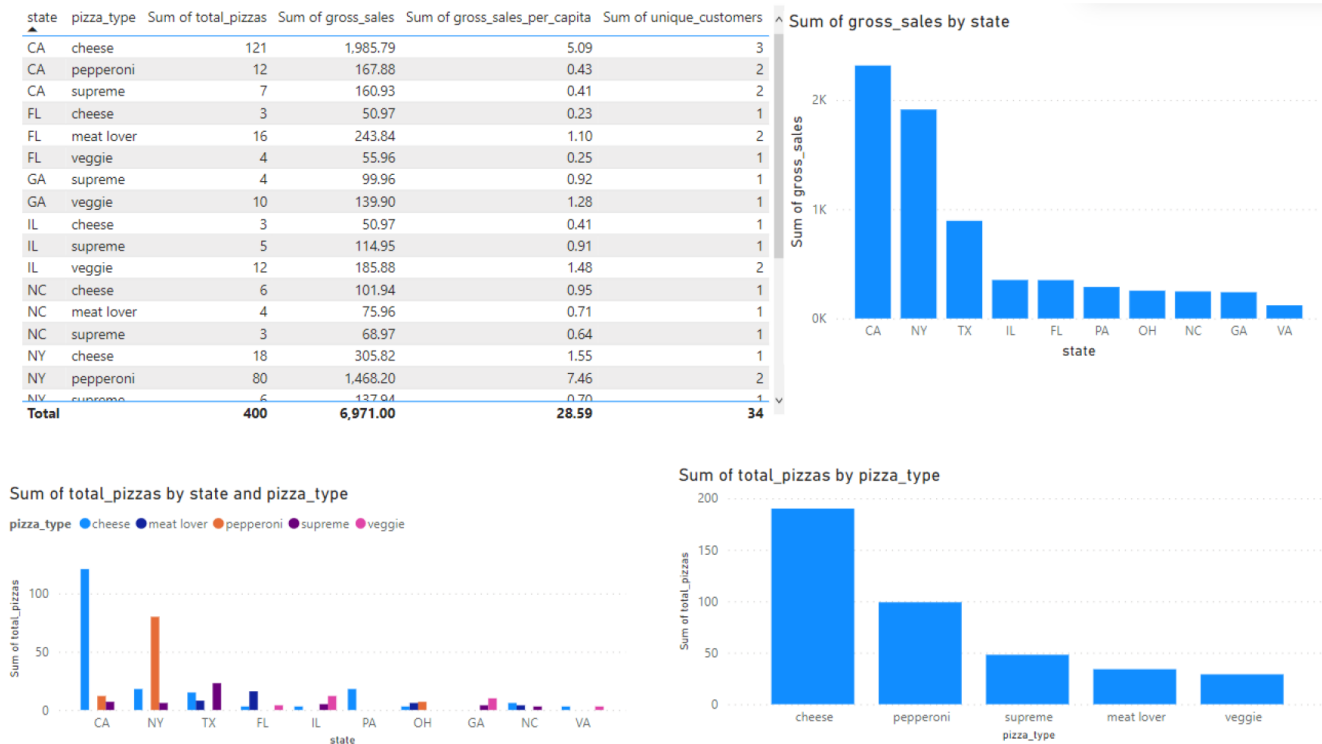 state pizza_type Sum of total_pizzas Sum of gross_sales Sum of gross_sales_per_capita Sum of unique_customers
CA cheese 121 1,985.79 5.09 3
CA pepperoni 12 167.88 0.43 2
CA supreme 7 160.93 0.41 2
FL cheese 3 50.97 0.23 1
FL meat lover 16 243.84 1.10 2
FL veggie 4 55.96 0.25 1
GA supreme 4 99.96 0.92 1
GA veggie 10 139.90 1.28 1
IL cheese 3 50.97 0.41 1
IL supreme 5 114.95 0.91 1
IL veggie 12 185.88 1.48 2
NC cheese 6 101.94 0.95 1
NC meat lover 4 75.96 0.71 1
NC supreme 3 68.97 0.64 1
NY cheese 18 305.82 1.55 1
NY pepperoni 80 1,468.20 7.46 2
NY supreme 6 137.94 0.70 1
Total 400 6,971.00 28.59 34
Sum of gross_sales by state
Sum of gross_sales
2K
1K
0K
CA NY TX IL FL PA OH NC GA VA
state
Sum of total_pizzas by state and pizza_type
pizza_type cheese meat lover pepperoni supreme veggie
Sum of total_pizzas
100
50
0
CA NY TX FL IL PA OH GA NC VA
state
Sum of total_pizzas by pizza_type
Sum of total_pizzas
200
150
100
50
0
cheese pepperoni supreme meat lover veggie
pizza_type